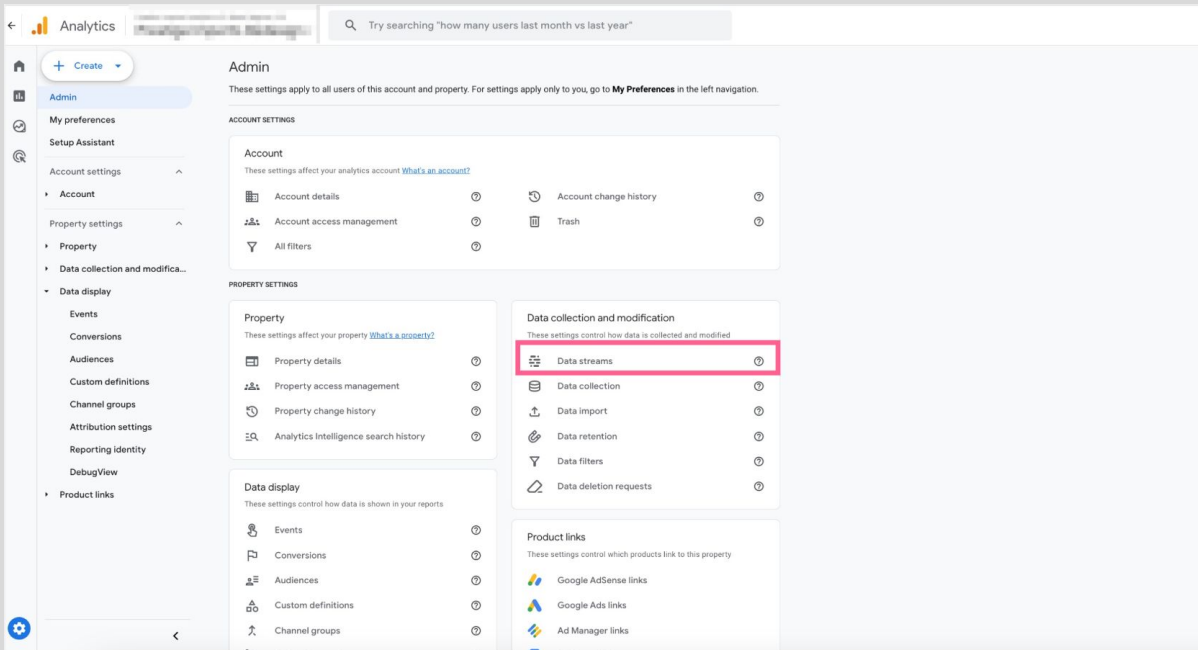 Analytics
Try searching "how many users last month vs last year"
Create
Admin
My preferences
Setup Assistant
Account settings
Account
Property settings
Property
Data collection and modifica...
Data display
Events
Conversions
Audiences
Custom definitions
Channel groups
Attribution settings
Reporting identity
DebugView
Product links
Admin
These settings apply to all users of this account and property. For settings apply only to you, go to My Preferences in the left navigation.
ACCOUNT SETTINGS
Account
These settings affect your analytics account What's an account?
Account details
Account access management
All filters
Account change history
Trash
PROPERTY SETTINGS
Property
These settings affect your property What's a property?
Property details
Property access management
Property change history
Analytics Intelligence search history
Data collection and modification
These settings control how data is collected and modified
Data streams
Data collection
Data import
Data retention
Data filters
Data deletion requests
Data display
These settings control how data is shown in your reports
Events
Conversions
Audiences
Custom definitions
Channel groups
Product links
These settings control which products link to this property
Google AdSense links
Google Ads links
Ad Manager links